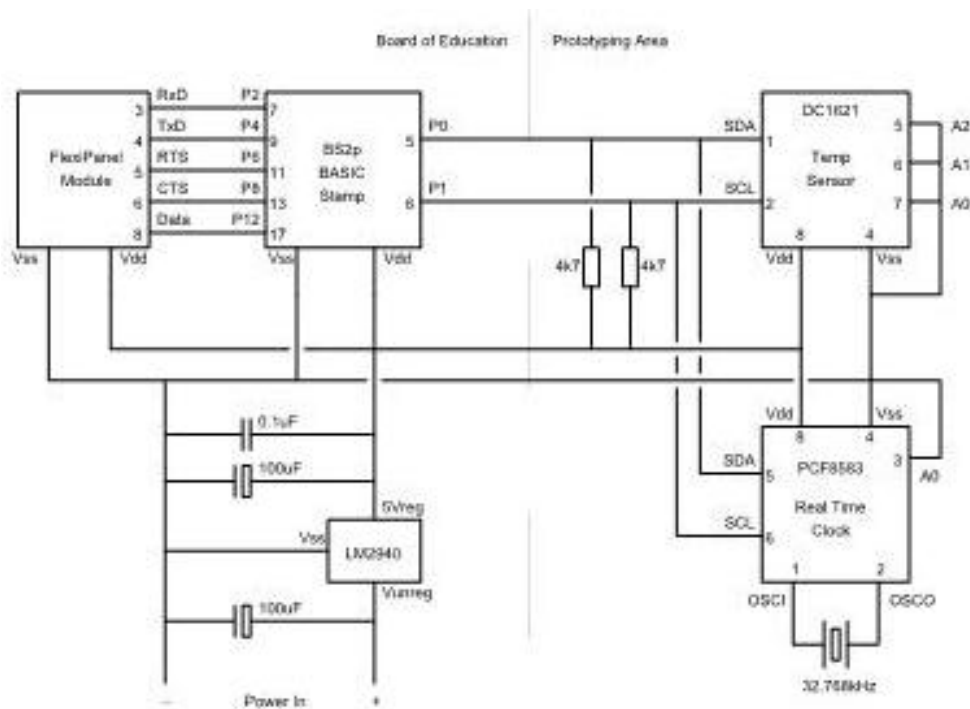 Board of Education
Prototyping Area
FlexiPanel
Module
3
4
5
6
8
RxD
TxD
RTS
CTS
Data
P2
P4
P6
P8
P12
7
9
11
13
17
BS2p
BASIC
Stamp
5
6
P0
P1
SDA
SCL
1
2
DC1621
Temp
Sensor
5
6
7
A2
A1
A0
8
4
Vdd
Vss
Vss
Vdd
Vss
Vdd
4k7
4k7
0.1uF
100uF
5Vreg
Vss
LM2940
Vunreg
100uF
Vdd
Vss
8
4
3
A0
SDA
5
PCF8583
Real Time
Clock
SCL
6
1
2
OSCI
OSCO
32.768kHz
–
Power In
+